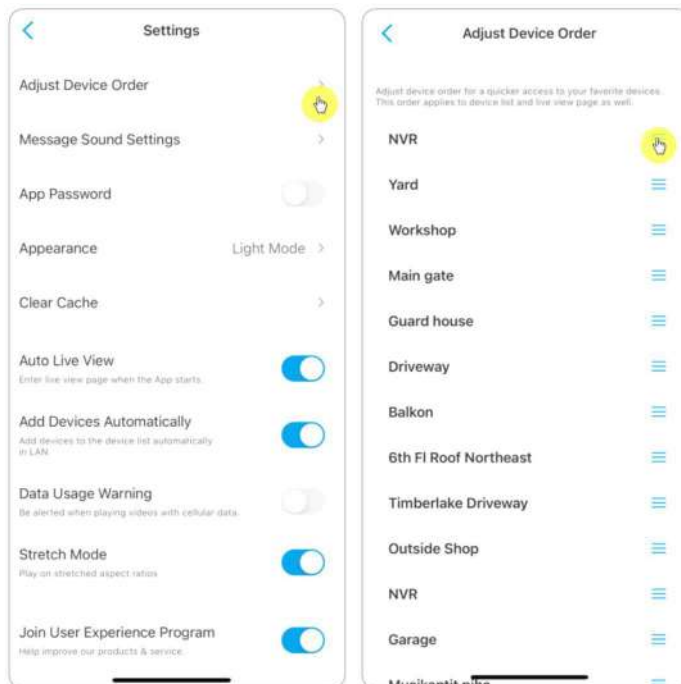 Settings
Adjust Device Order
Message Sound Settings
App Password
Appearance
Light Mode
Clear Cache
Auto Live View
Enter live view page when the App starts.
Add Devices Automatically
Add devices to the device list automatically
in LAN.
Data Usage Warning
Be alerted when playing videos with cellular data.
Stretch Mode
Play on stretched aspect ratios
Join User Experience Program
Help improve our products & service.
Adjust Device Order
Adjust device order for a quicker access to your favorite devices.
This order applies to device list and live view page as well.
NVR
Yard
Workshop
Main gate
Guard house
Driveway
Balkon
6th Fl Roof Northeast
Timberlake Driveway
Outside Shop
NVR
Garage